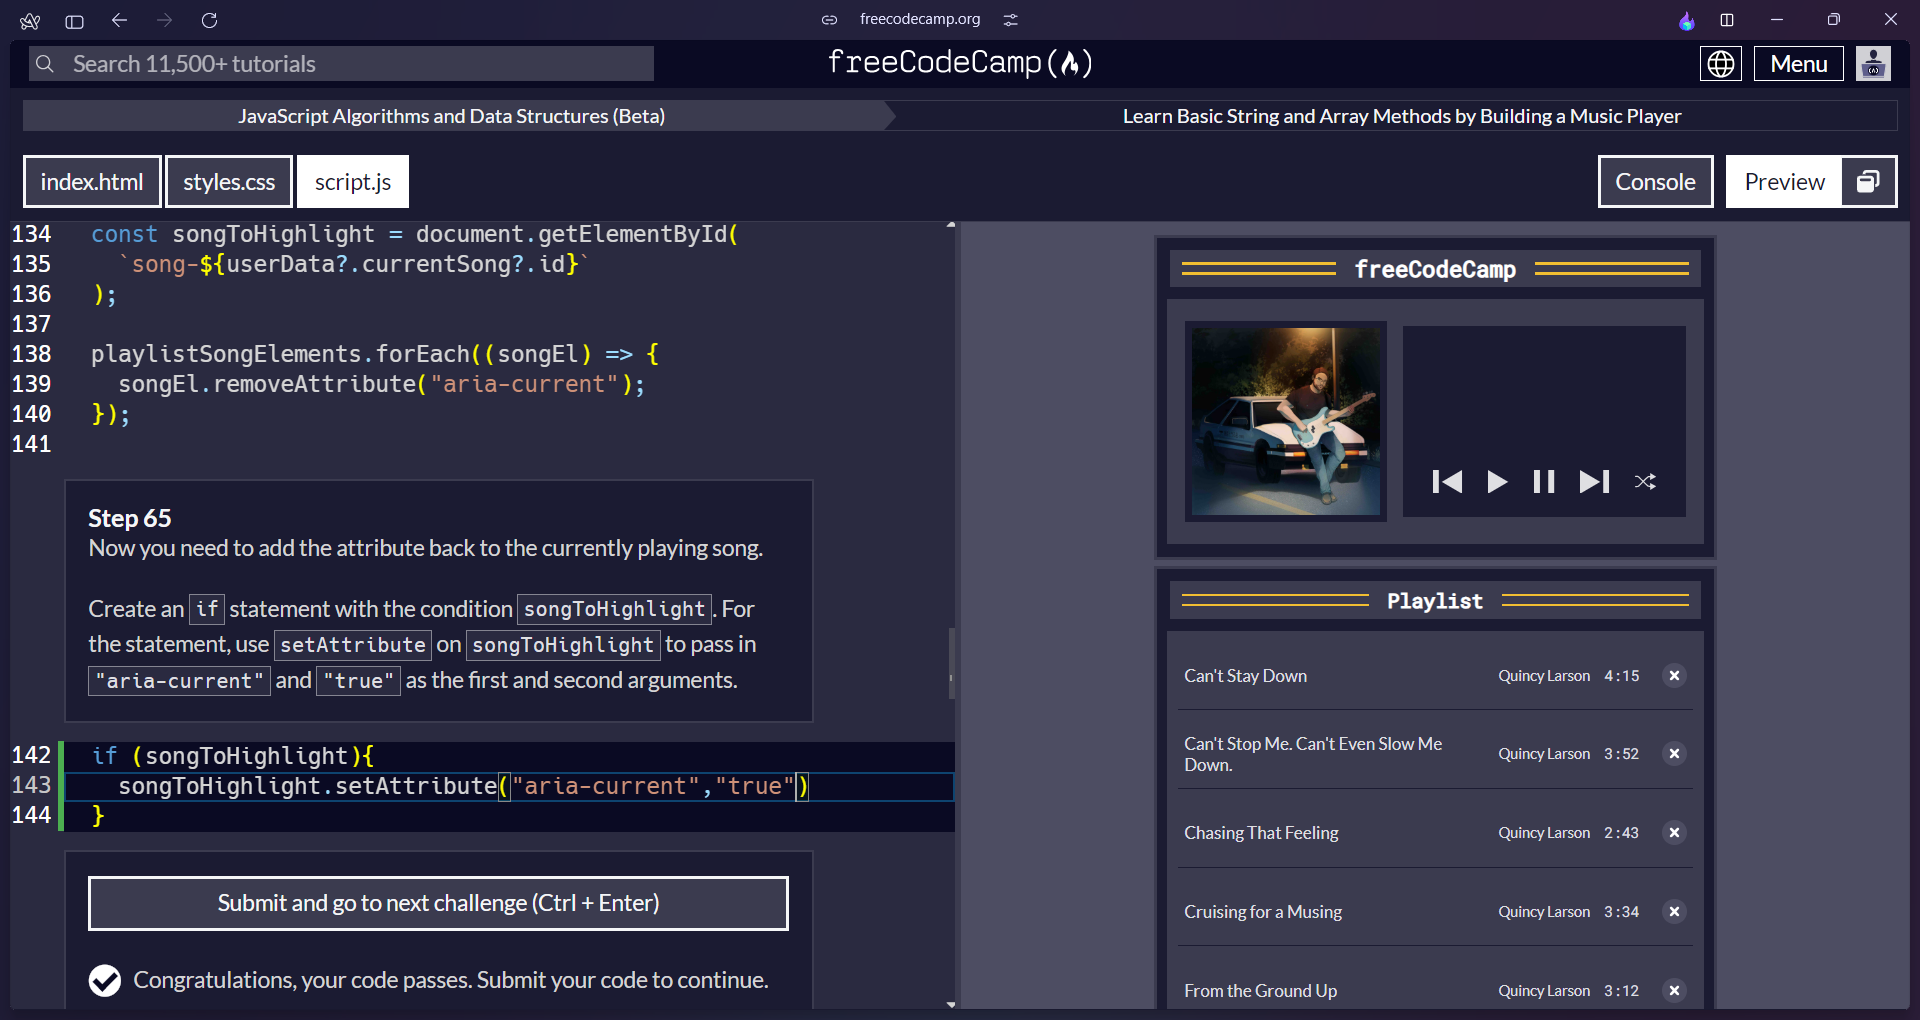 freecodecamp.org
Search 11,500+ tutorials
freeCodeCamp(🔥)
Menu
JavaScript Algorithms and Data Structures (Beta)
Learn Basic String and Array Methods by Building a Music Player
index.html
styles.css
script.js
Console
Preview
134 const songToHighlight = document.getElementById(
135 `song-${userData?.currentSong?.id}`
136 );
137
138 playlistSongElements.forEach((songEl) => {
139 songEl.removeAttribute("aria-current");
140 });
141
Step 65
Now you need to add the attribute back to the currently playing song.
Create an if statement with the condition songToHighlight. For
the statement, use setAttribute on songToHighlight to pass in
"aria-current" and "true" as the first and second arguments.
142 if (songToHighlight){
143 songToHighlight.setAttribute("aria-current","true")
144 }
Submit and go to next challenge (Ctrl + Enter)
Congratulations, your code passes. Submit your code to continue.
freeCodeCamp
Playlist
Can't Stay Down Quincy Larson 4:15
Can't Stop Me. Can't Even Slow Me
Down.
Quincy Larson 3:52
Chasing That Feeling Quincy Larson 2:43
Cruising for a Musing Quincy Larson 3:34
From the Ground Up Quincy Larson 3:12